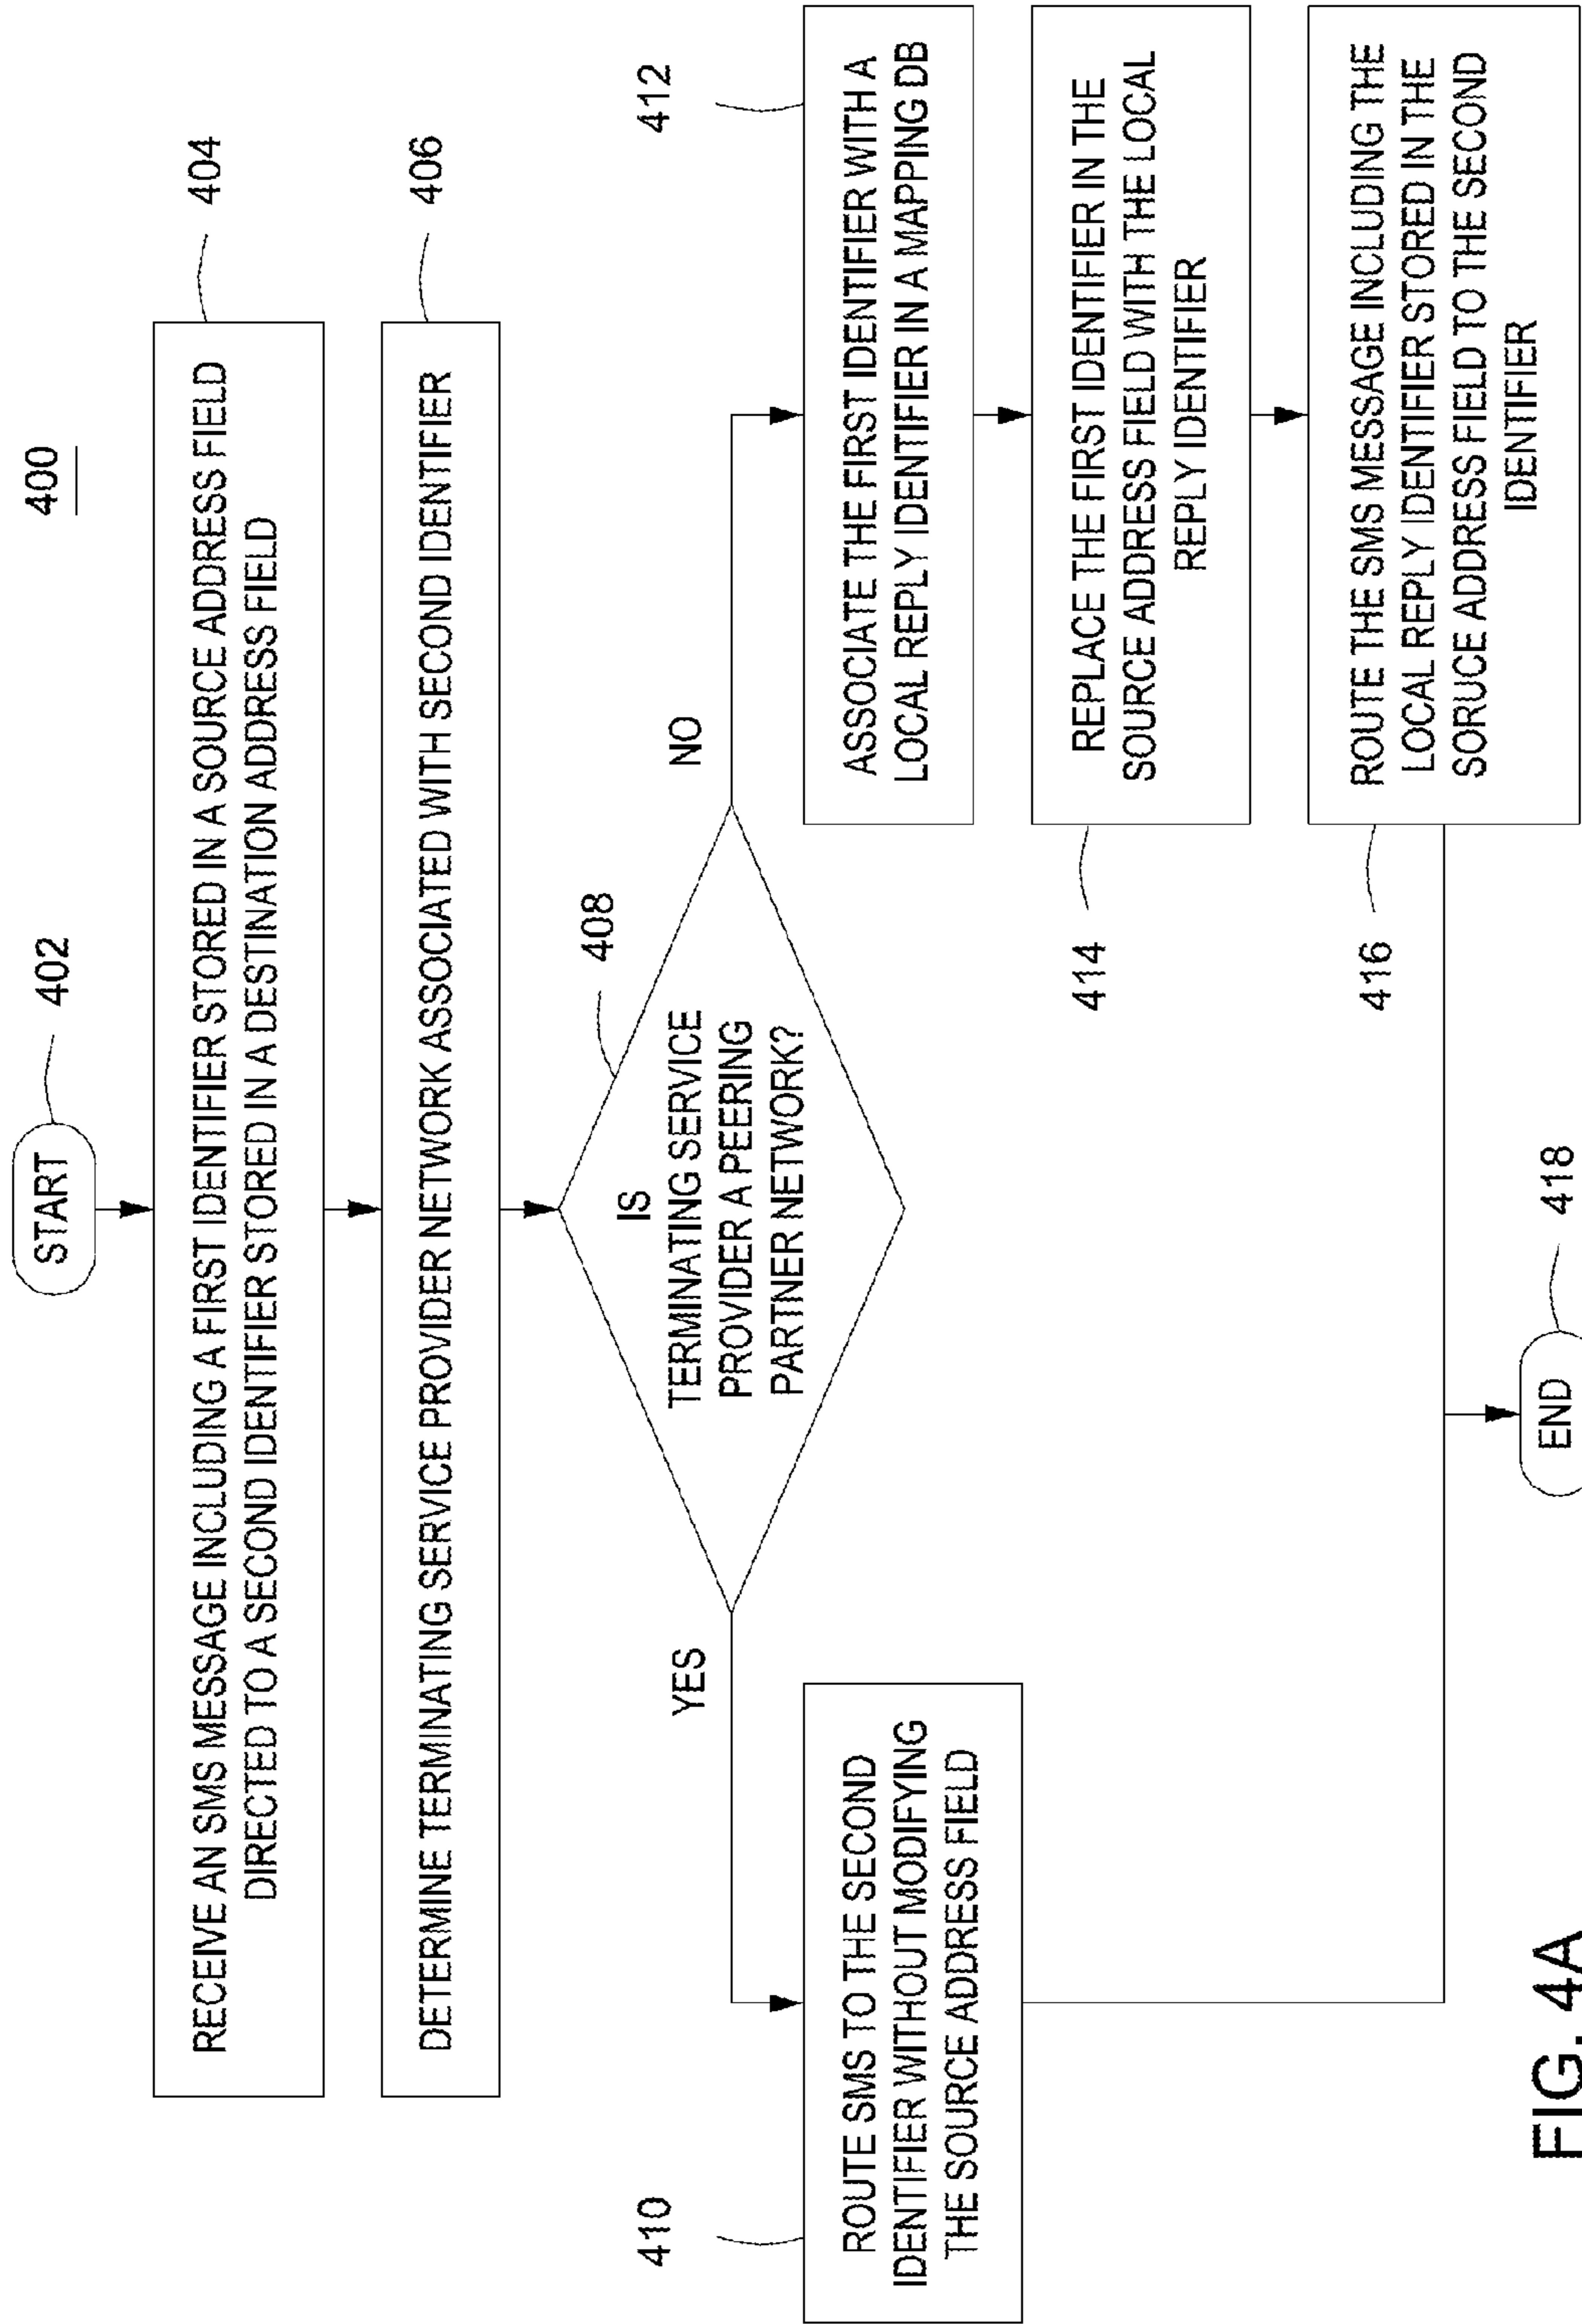 400
START
402
RECEIVE AN SMS MESSAGE INCLUDING A FIRST IDENTIFIER STORED IN A SOURCE ADDRESS FIELD
DIRECTED TO A SECOND IDENTIFIER STORED IN A DESTINATION ADDRESS FIELD
404
DETERMINE TERMINATING SERVICE PROVIDER NETWORK ASSOCIATED WITH SECOND IDENTIFIER
406
IS
TERMINATING SERVICE
PROVIDER A PEERING
PARTNER NETWORK?
408
YES
NO
410
ROUTE SMS TO THE SECOND
IDENTIFIER WITHOUT MODIFYING
THE SOURCE ADDRESS FIELD
412
ASSOCIATE THE FIRST IDENTIFIER WITH A
LOCAL REPLY IDENTIFIER IN A MAPPING DB
414
REPLACE THE FIRST IDENTIFIER IN THE
SOURCE ADDRESS FIELD WITH THE LOCAL
REPLY IDENTIFIER
416
ROUTE THE SMS MESSAGE INCLUDING THE
LOCAL REPLY IDENTIFIER STORED IN THE
SORUCE ADDRESS FIELD TO THE SECOND
IDENTIFIER
END
418
FIG. 4A